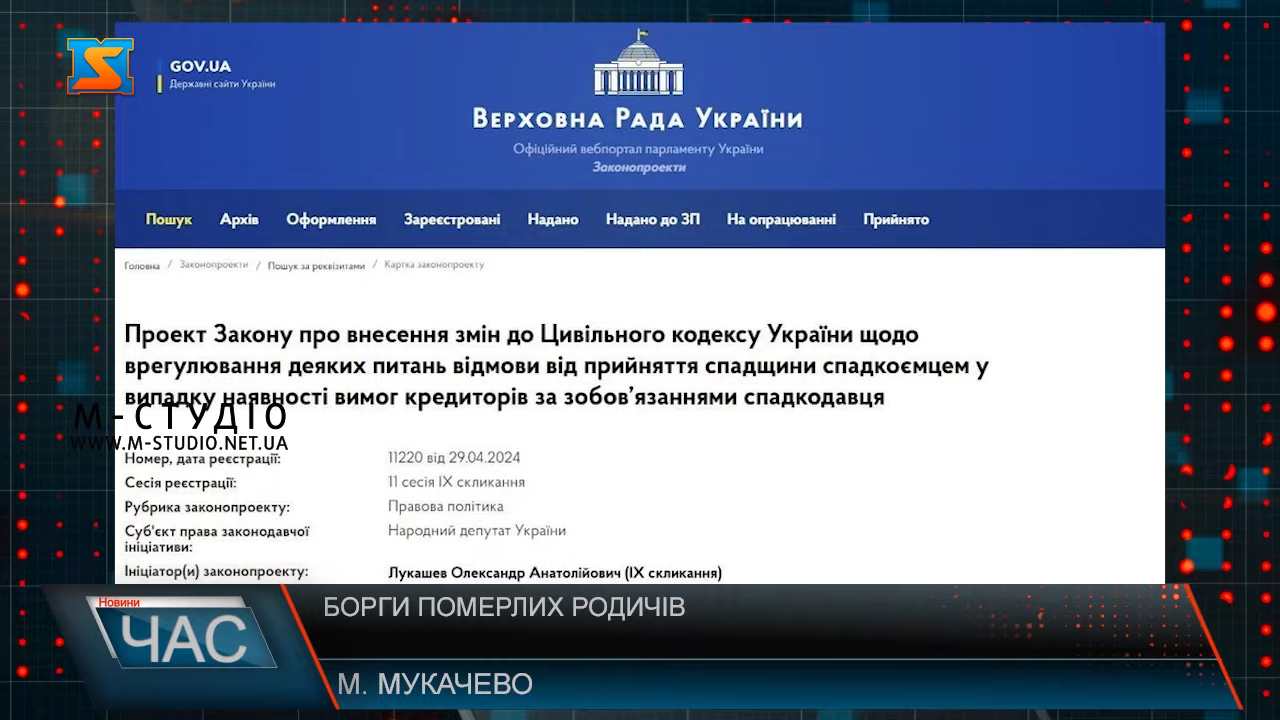 GOV.UA
Державні сайти України
Верховна Рада України
Офіційний вебпортал парламенту України
Законопроекти
Пошук Архів Оформлення Зареєстровані Надано Надано до ЗП На опрацюванні Прийнято
Головна / Законопроекти / Пошук за реквізитами / Картка законопроекту
Проект Закону про внесення змін до Цивільного кодексу України щодо
врегулювання деяких питань відмови від прийняття спадщини спадкоємцем у
випадку наявності вимог кредиторів за зобов’язаннями спадкодавця
М-СТУДІО
WWW.M-STUDIO.NET.UA
Номер, дата реєстрації: 11220 від 29.04.2024
Сесія реєстрації: 11 сесія IX скликання
Рубрика законопроекту: Правова політика
Суб'єкт права законодавчої Народний депутат України
ініціативи:
Ініціатор(и) законопроекту: Лукашев Олександр Анатолійович (IX скликання)
Новини
ЧАС
БОРГИ ПОМЕРЛИХ РОДИЧІВ
М. МУКАЧЕВО